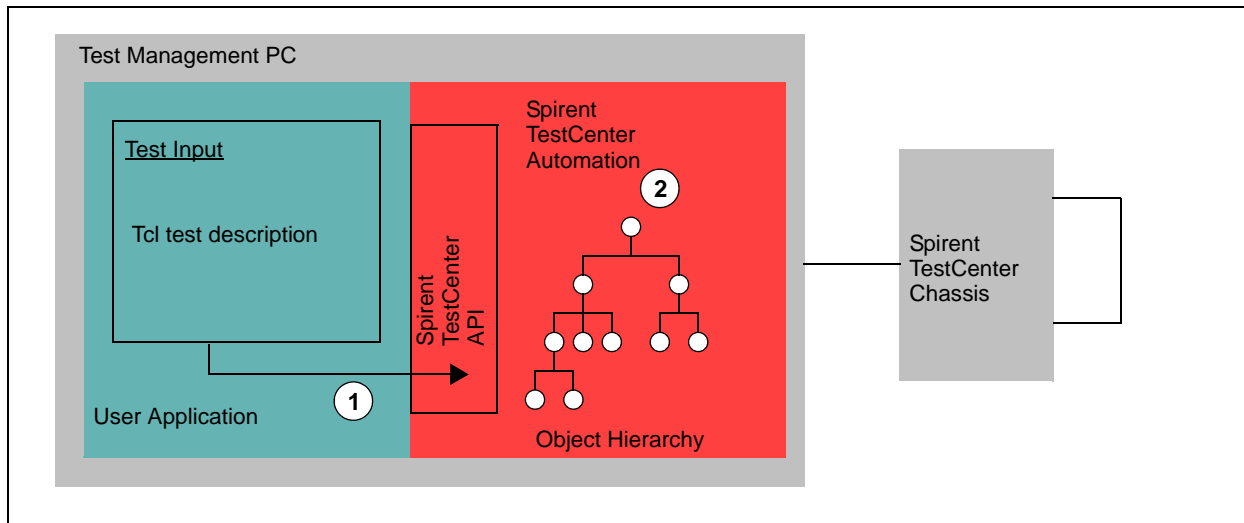 Test Management PC
Test Input
Tcl test description
User Application
1
Spirent
TestCenter
API
Spirent
TestCenter
Automation
2
Object Hierarchy
Spirent
TestCenter
Chassis